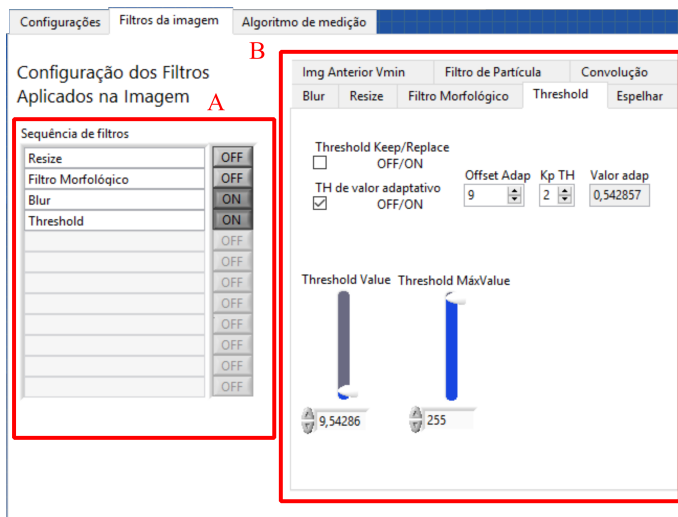 Configurações Filtros da imagem Algoritmo de medição
B
Configuração dos Filtros
Aplicados na Imagem
A
Sequência de filtros
Resize OFF
Filtro Morfológico OFF
Blur ON
Threshold ON
OFF
OFF
OFF
OFF
OFF
OFF
OFF
OFF
Img Anterior Vmin Filtro de Partícula Convolução
Blur Resize Filtro Morfológico Threshold Espelhar
Threshold Keep/Replace
OFF/ON
TH de valor adaptativo
OFF/ON
Offset Adap Kp TH Valor adap
9 2 0,542857
Threshold Value Threshold MáxValue
9,54286 255